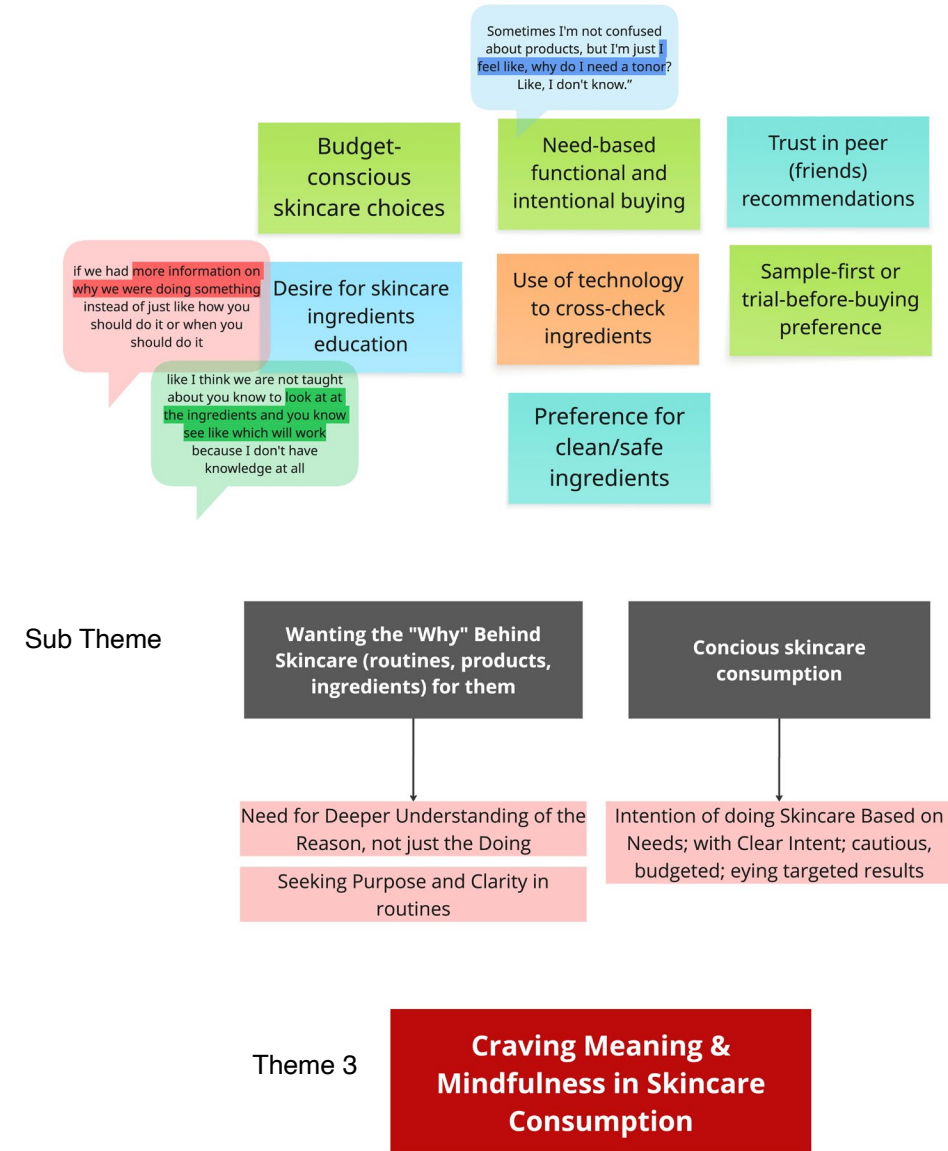 Sometimes I'm not confused
about products, but I'm just I
feel like, why do I need a tonor?
Like, I don't know.”
Budget-
conscious
skincare choices
Need-based
functional and
intentional buying
Trust in peer
(friends)
recommendations
if we had more information on
why we were doing something
instead of just like how you
should do it or when you
should do it
Desire for skincare
ingredients
education
Use of technology
to cross-check
ingredients
Sample-first or
trial-before-buying
preference
like I think we are not taught
about you know to look at at
the ingredients and you know
see like which will work
because I don't have
knowledge at all
Preference for
clean/safe
ingredients
Sub Theme
Wanting the "Why" Behind
Skincare (routines, products,
ingredients) for them
Concious skincare
consumption
Need for Deeper Understanding of the
Reason, not just the Doing
Seeking Purpose and Clarity in
routines
Intention of doing Skincare Based on
Needs; with Clear Intent; cautious,
budgeted; eying targeted results
Theme 3
Craving Meaning &
Mindfulness in Skincare
Consumption